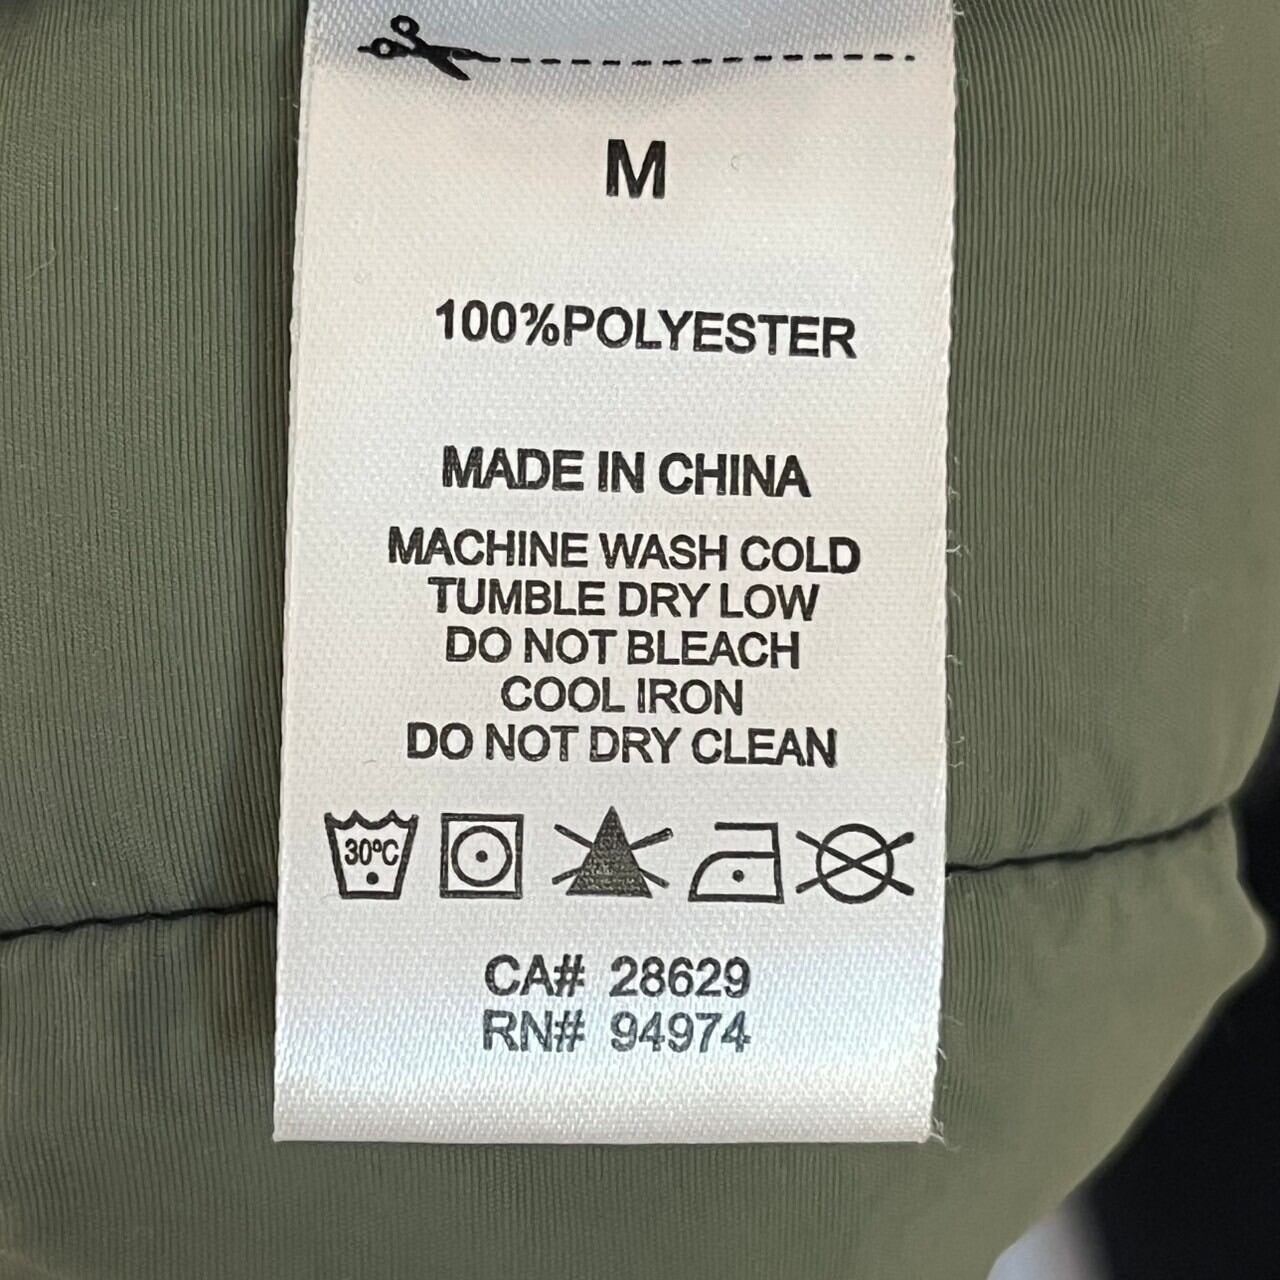 M
100%POLYESTER
MADE IN CHINA
MACHINE WASH COLD
TUMBLE DRY LOW
DO NOT BLEACH
COOL IRON
DO NOT DRY CLEAN
30°C
CA# 28629
RN# 94974